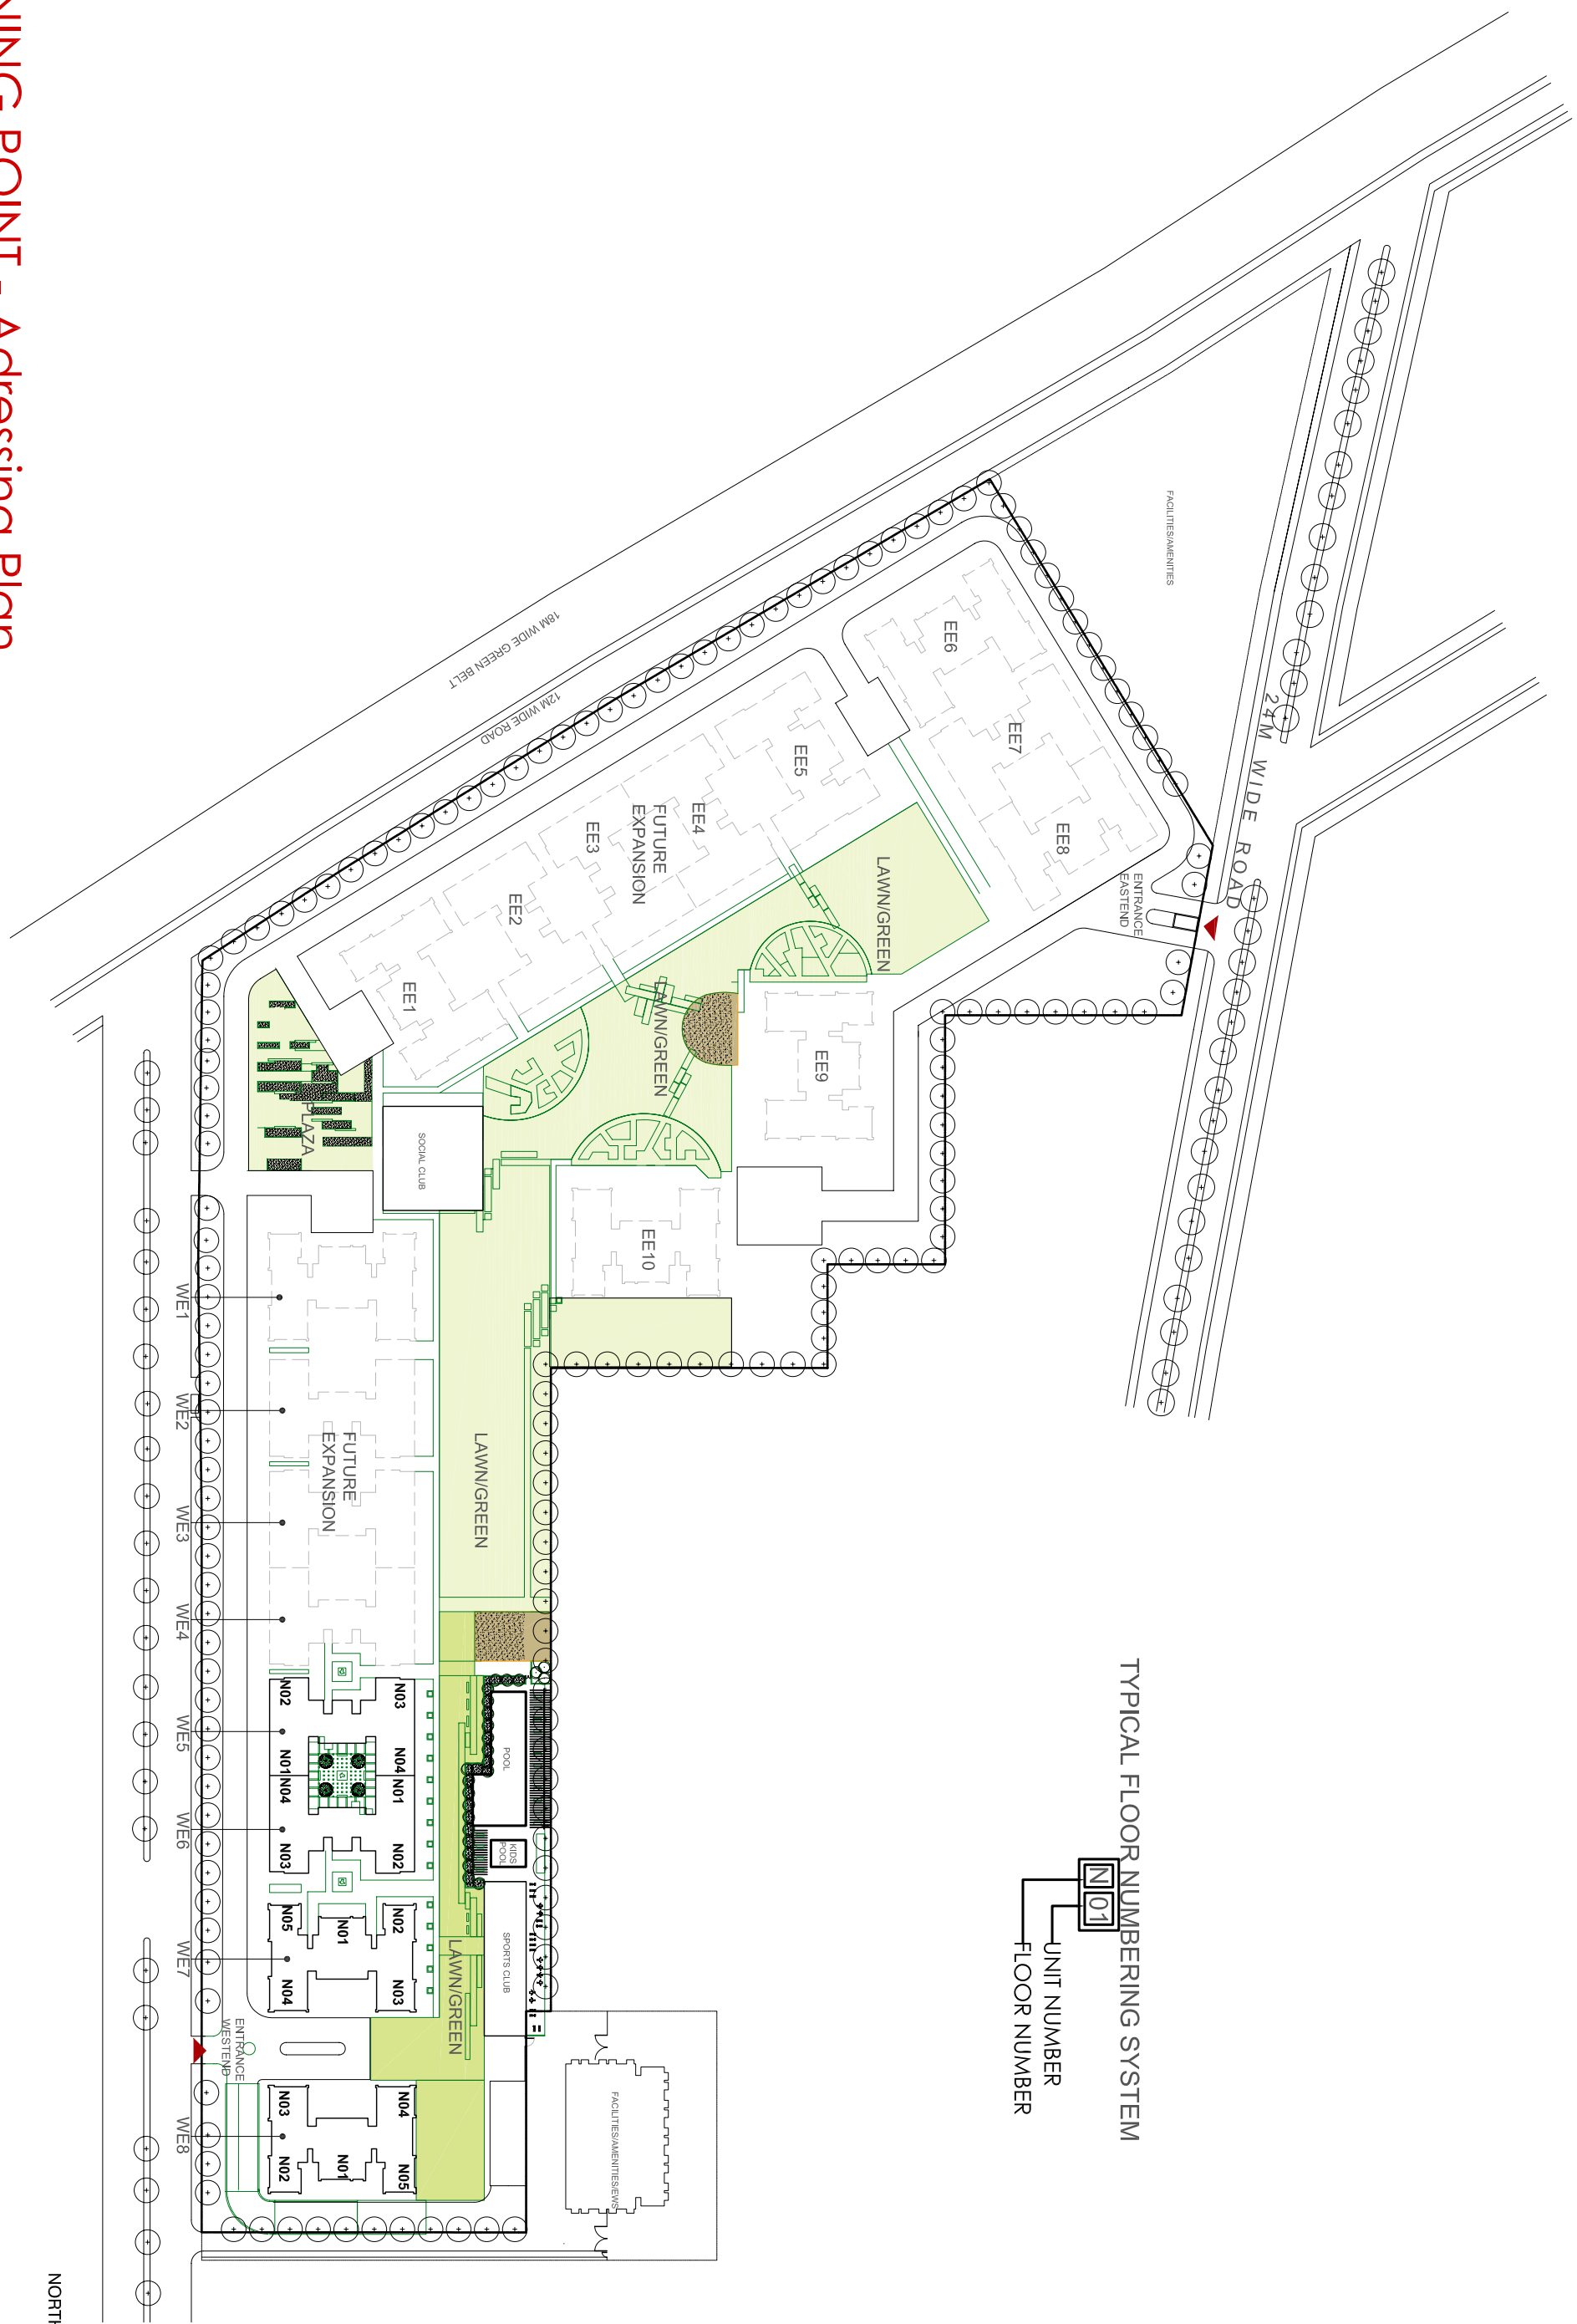 NING POINT - Adressing Plan
TYPICAL FLOOR NUMBERING SYSTEM
N 01
UNIT NUMBER
FLOOR NUMBER
24M WIDE ROAD
FACILITIES/AMENITIES
18M WIDE GREEN BELT
12M WIDE ROAD
ENTRANCE
EASTEND
EE6
EE7
EE8
EE5
EE4
FUTURE
EXPANSION
EE3
EE2
EE1
LAWN/GREEN
LAWN/GREEN
EE9
EE10
PLAZA
SOCIAL CLUB
LAWN/GREEN
FUTURE
EXPANSION
WE1
WE2
WE3
WE4
WE5
WE6
WE7
WE8
N03
N04
N01
N02
N02
N01
N04
N03
N02
N03
N01
N05
N04
N04
N05
N01
N03
N02
POOL
KIDS
POOL
SPORTS CLUB
LAWN/GREEN
ENTRANCE
WESTEND
FACILITIES/AMENITIES/EWS
NORTH